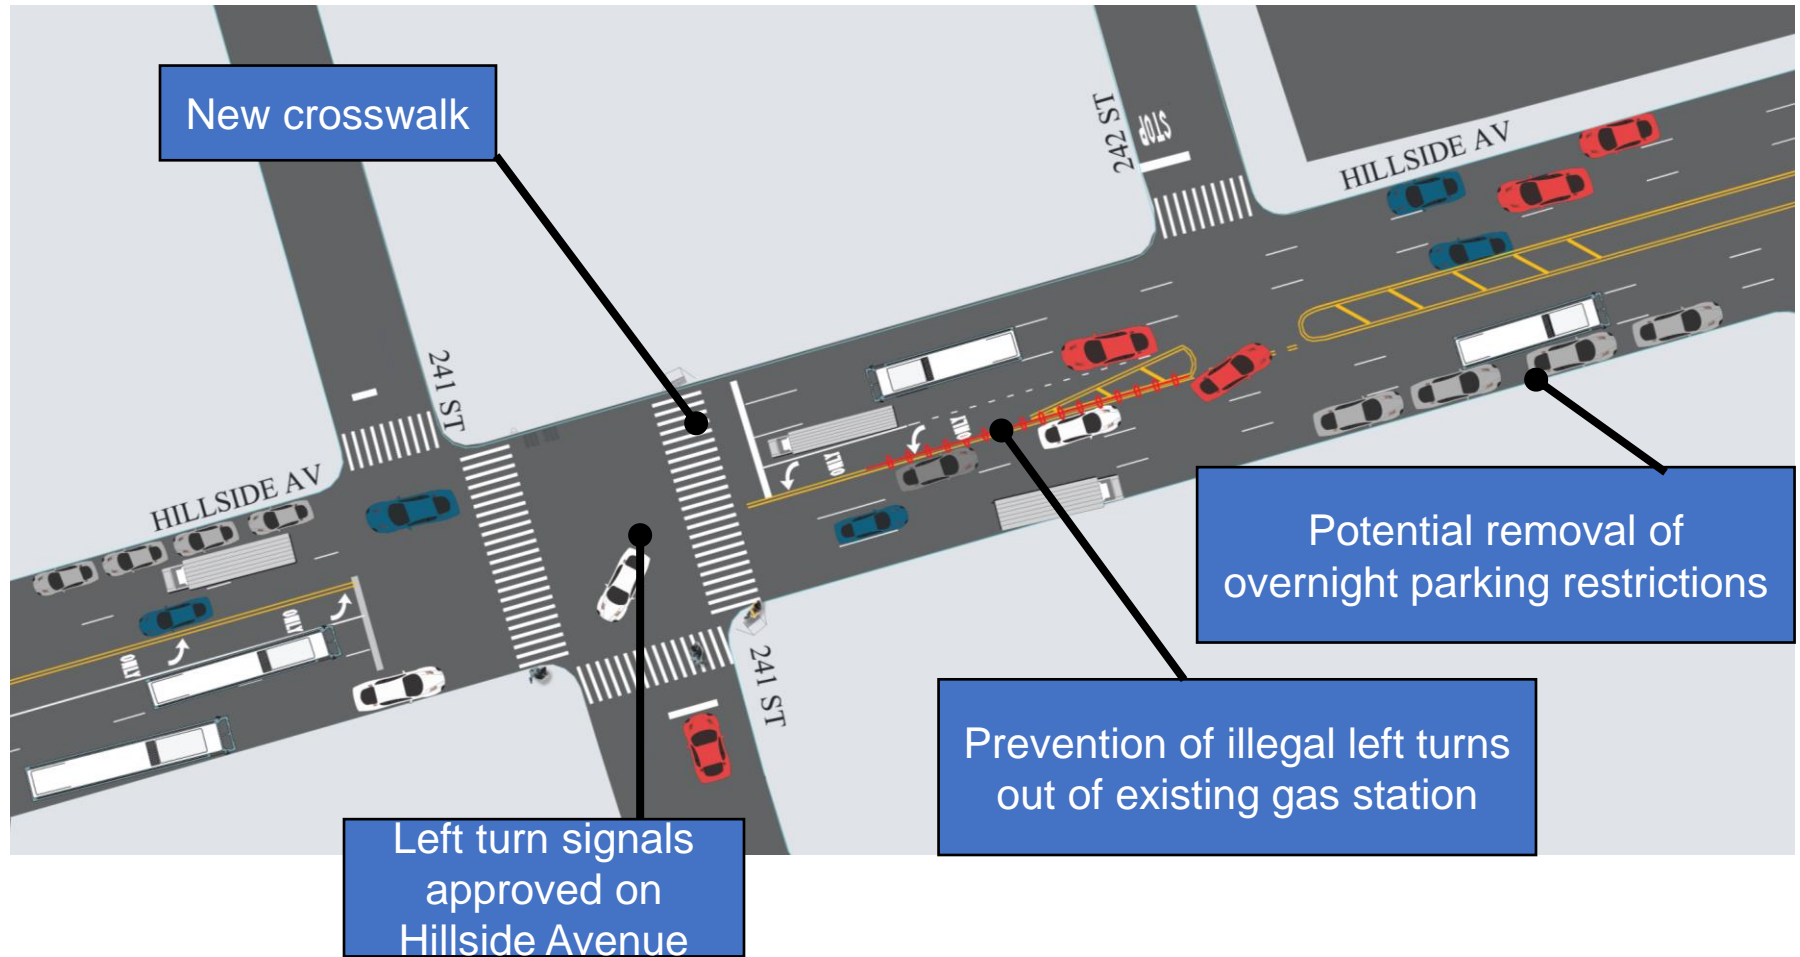 New crosswalk
242 ST
STOP
HILLSIDE AV
241 ST
HILLSIDE AV
ONLY
ONLY
ONLY
ONLY
241 ST
Potential removal of
overnight parking restrictions
Prevention of illegal left turns
out of existing gas station
Left turn signals
approved on
Hillside Avenue